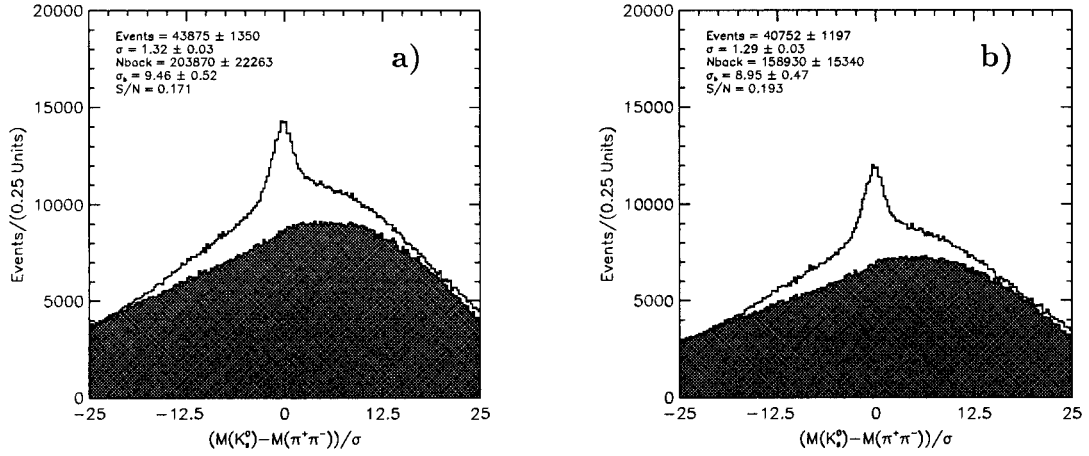 20000
15000
10000
5000
0
Events/(0.25 Units)
Events = 43875 ± 1350
σ = 1.32 ± 0.03
Nback = 203870 ± 22263
σb = 9.46 ± 0.52
S/N = 0.171
a)
−25 −12.5 0 12.5 25
(M(K°s)−M(π⁺π⁻))/σ
20000
15000
10000
5000
0
Events/(0.25 Units)
Events = 40752 ± 1197
σ = 1.29 ± 0.03
Nback = 158930 ± 15340
σb = 8.95 ± 0.47
S/N = 0.193
b)
−25 −12.5 0 12.5 25
(M(K°s)−M(π⁺π⁻))/σ